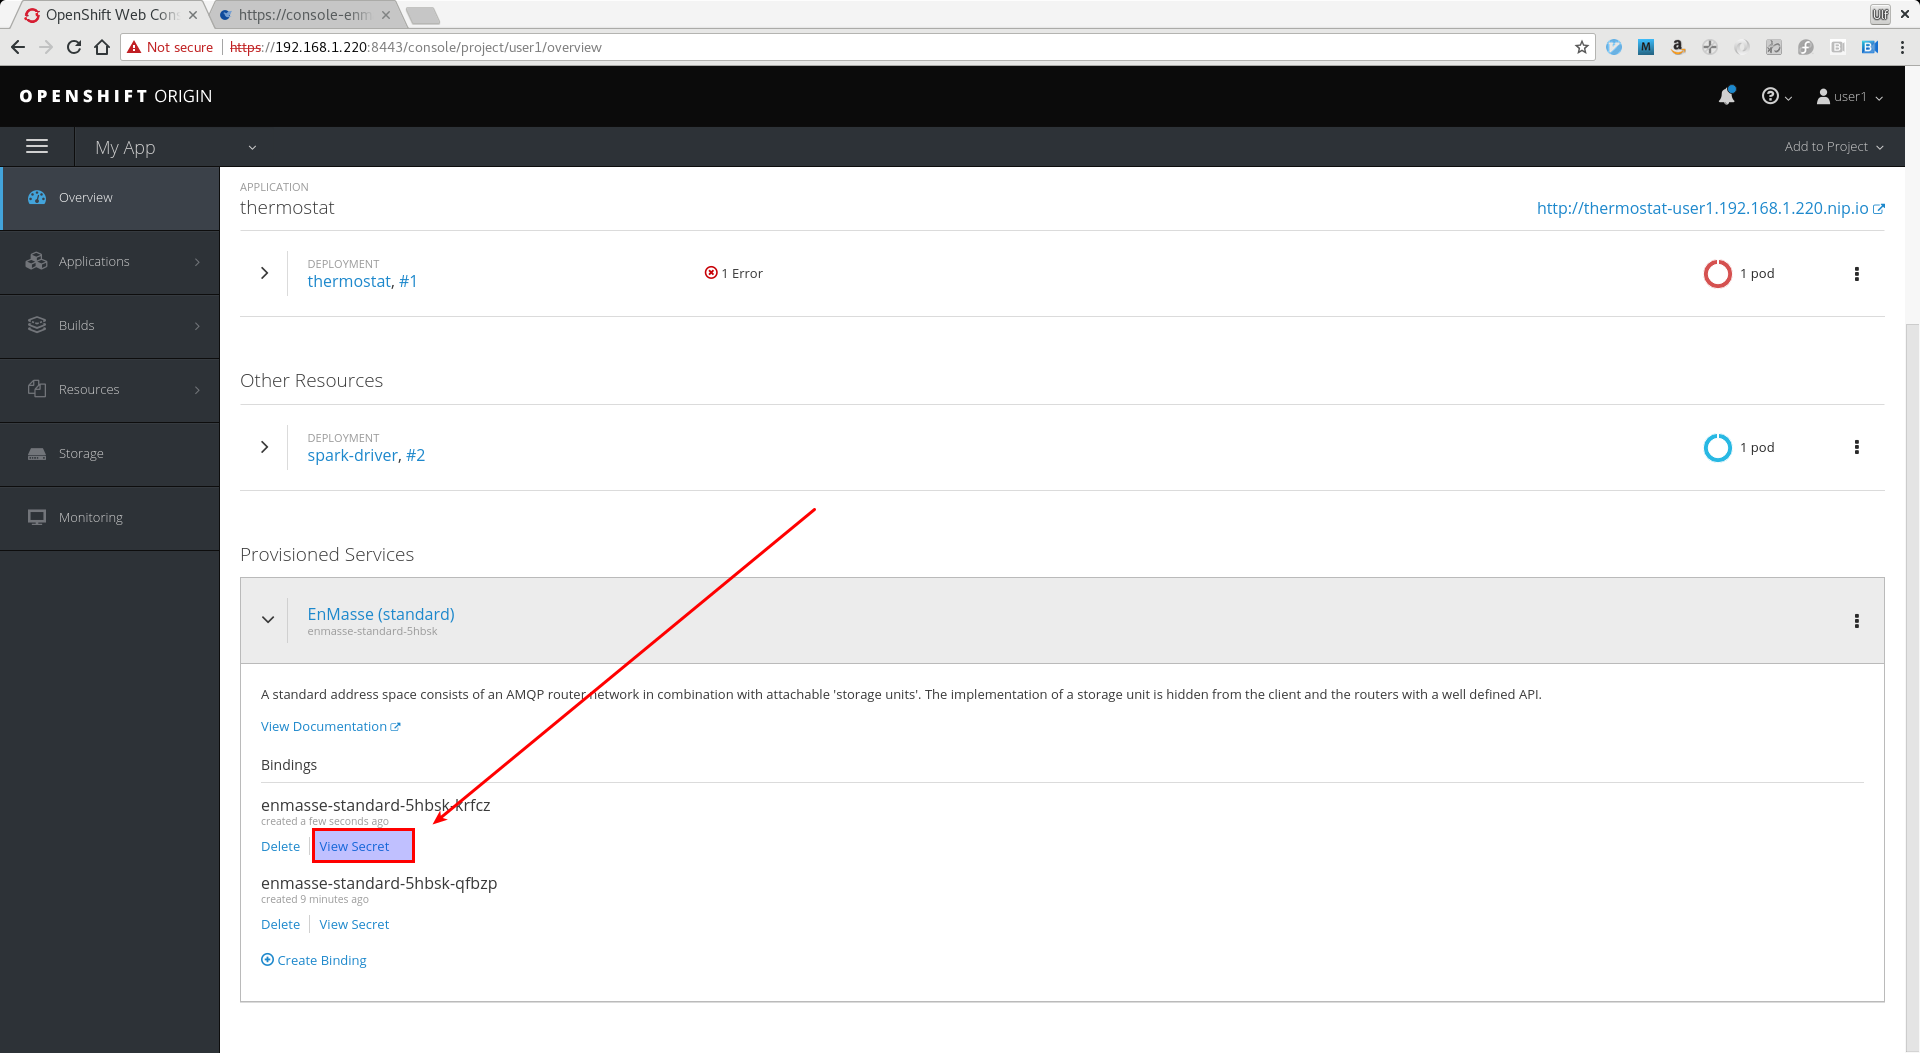 OpenShift Web Con
https://console-enm
Ulf
Not secure
https://192.168.1.220:8443/console/project/user1/overview
OPENSHIFT ORIGIN
user1
My App
Add to Project
Overview
Applications
Builds
Resources
Storage
Monitoring
APPLICATION
thermostat
http://thermostat-user1.192.168.1.220.nip.io
DEPLOYMENT
thermostat, #1
1 Error
1 pod
Other Resources
DEPLOYMENT
spark-driver, #2
1 pod
Provisioned Services
EnMasse (standard)
enmasse-standard-5hbsk
A standard address space consists of an AMQP router network in combination with attachable 'storage units'. The implementation of a storage unit is hidden from the client and the routers with a well defined API.
View Documentation
Bindings
enmasse-standard-5hbsk-krfcz
created a few seconds ago
Delete
View Secret
enmasse-standard-5hbsk-qfbzp
created 9 minutes ago
Delete
View Secret
Create Binding